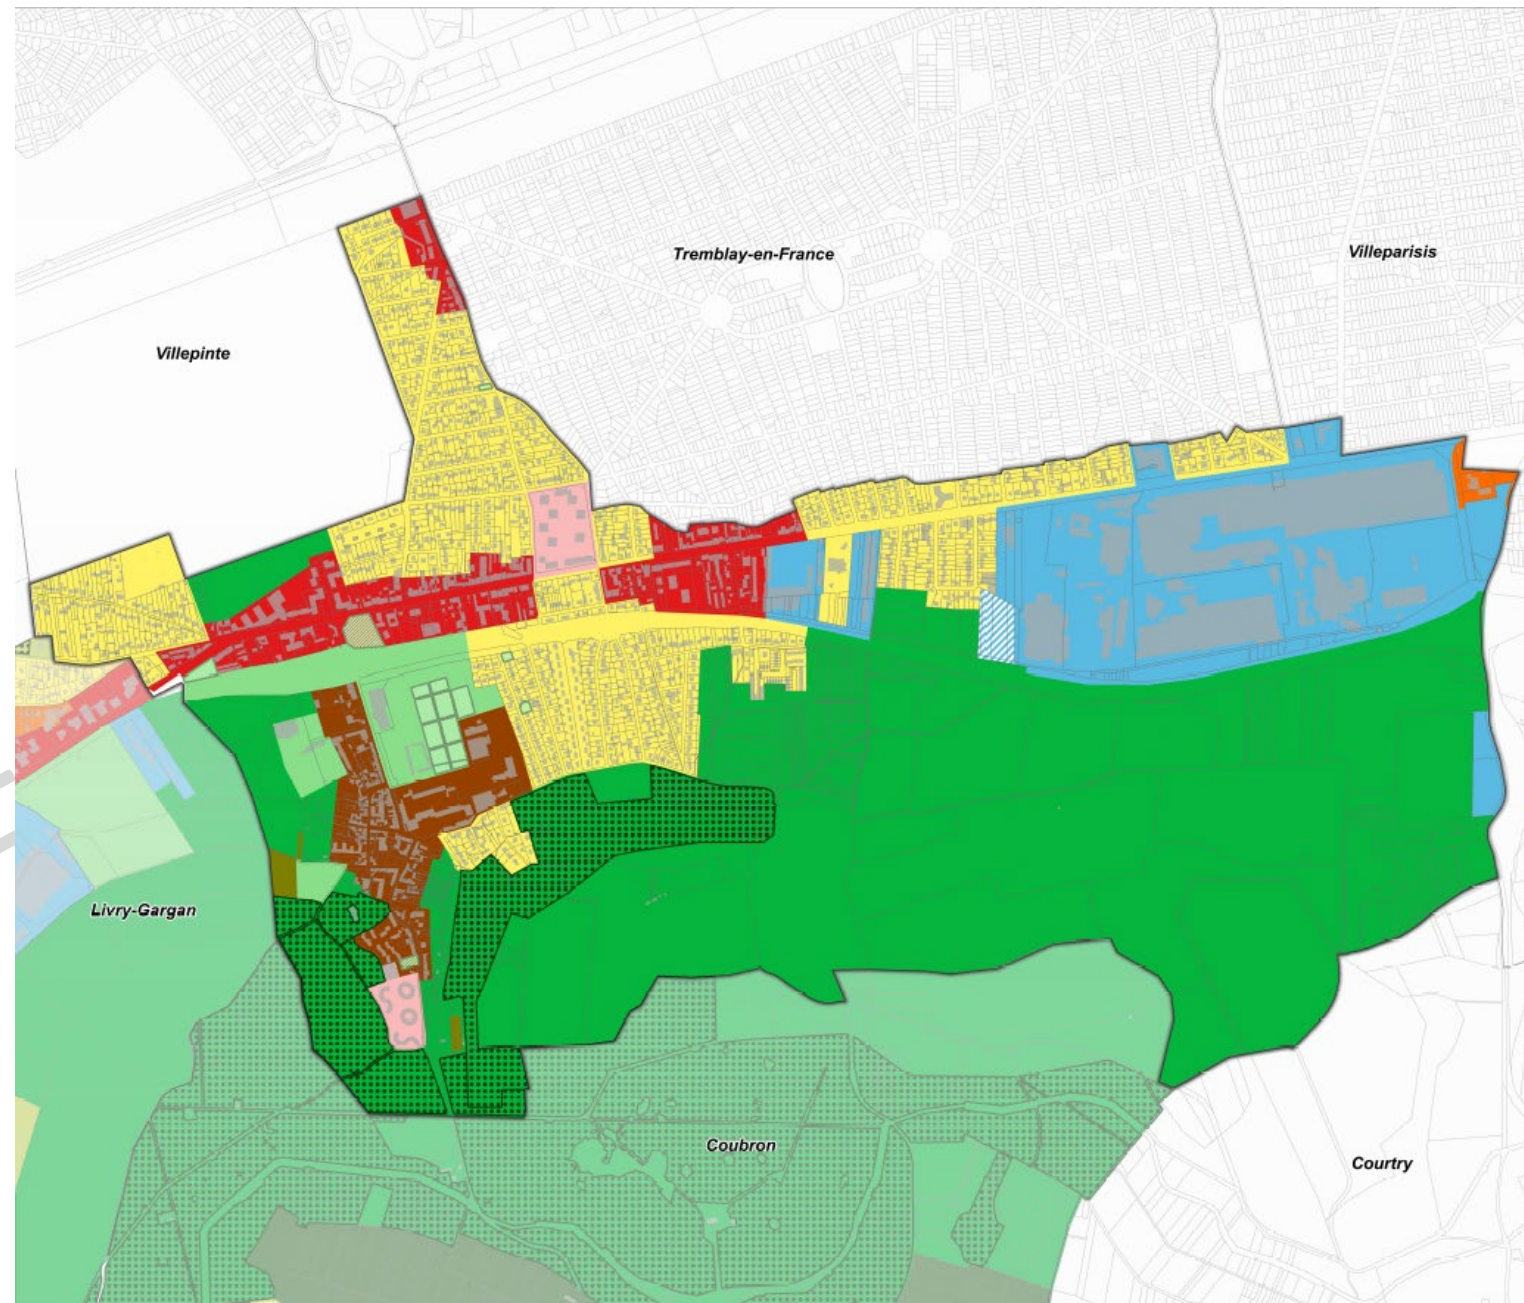 Tremblay-en-France
Villeparisis
Villepinte
Livry-Gargan
Coubron
Courtry